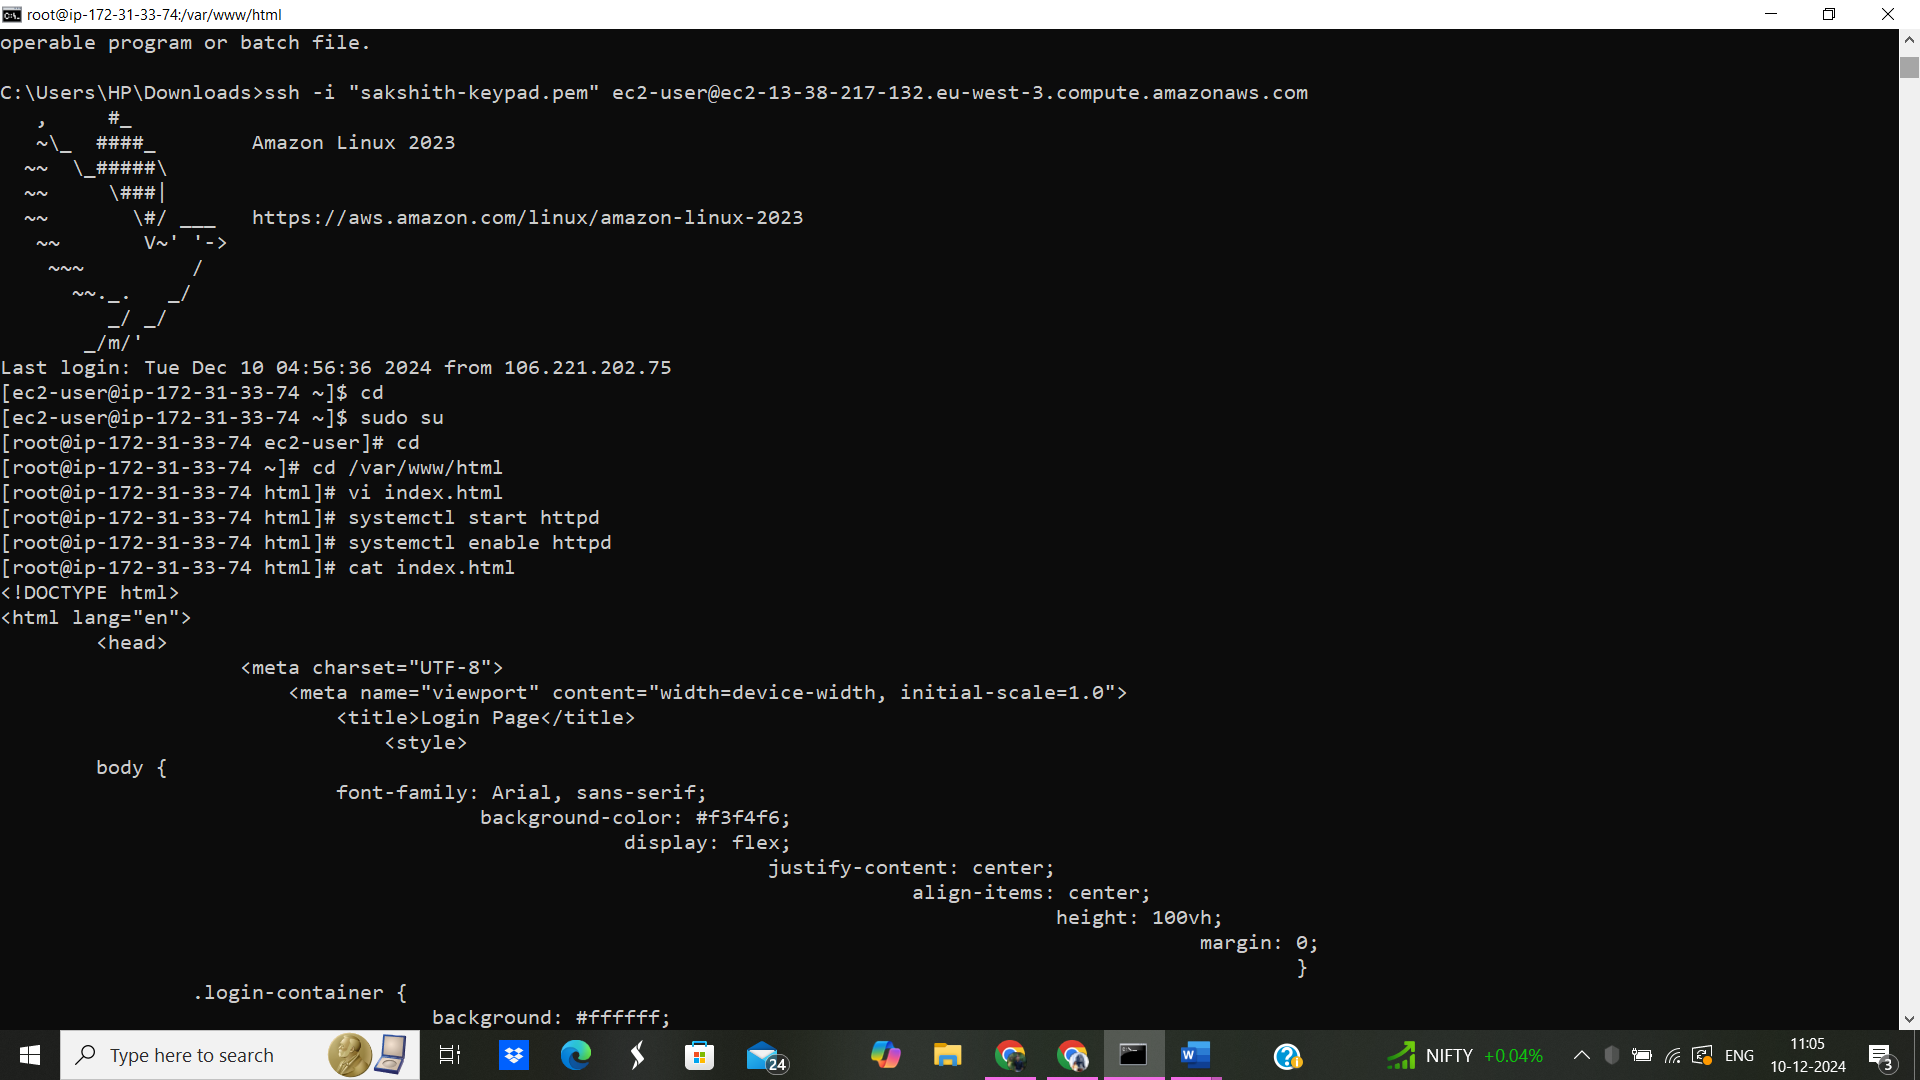 root@ip-172-31-33-74:/var/www/html
operable program or batch file.
C:\Users\HP\Downloads>ssh -i "sakshith-keypad.pem" ec2-user@ec2-13-38-217-132.eu-west-3.compute.amazonaws.com
   ,     #_
   ~\_  ####_        Amazon Linux 2023
  ~~  \_#####\
  ~~     \###|
  ~~       \#/ ___   https://aws.amazon.com/linux/amazon-linux-2023
   ~~       V~' '->
    ~~~         /
      ~~._.   _/
         _/ _/
       _/m/'
Last login: Tue Dec 10 04:56:36 2024 from 106.221.202.75
[ec2-user@ip-172-31-33-74 ~]$ cd
[ec2-user@ip-172-31-33-74 ~]$ sudo su
[root@ip-172-31-33-74 ec2-user]# cd
[root@ip-172-31-33-74 ~]# cd /var/www/html
[root@ip-172-31-33-74 html]# vi index.html
[root@ip-172-31-33-74 html]# systemctl start httpd
[root@ip-172-31-33-74 html]# systemctl enable httpd
[root@ip-172-31-33-74 html]# cat index.html
<!DOCTYPE html>
<html lang="en">
<head>
<meta charset="UTF-8">
<meta name="viewport" content="width=device-width, initial-scale=1.0">
<title>Login Page</title>
<style>
body {
font-family: Arial, sans-serif;
background-color: #f3f4f6;
display: flex;
justify-content: center;
align-items: center;
height: 100vh;
margin: 0;
}
.login-container {
background: #ffffff;
Type here to search
24
NIFTY +0.04%
ENG
11:05
10-12-2024
3